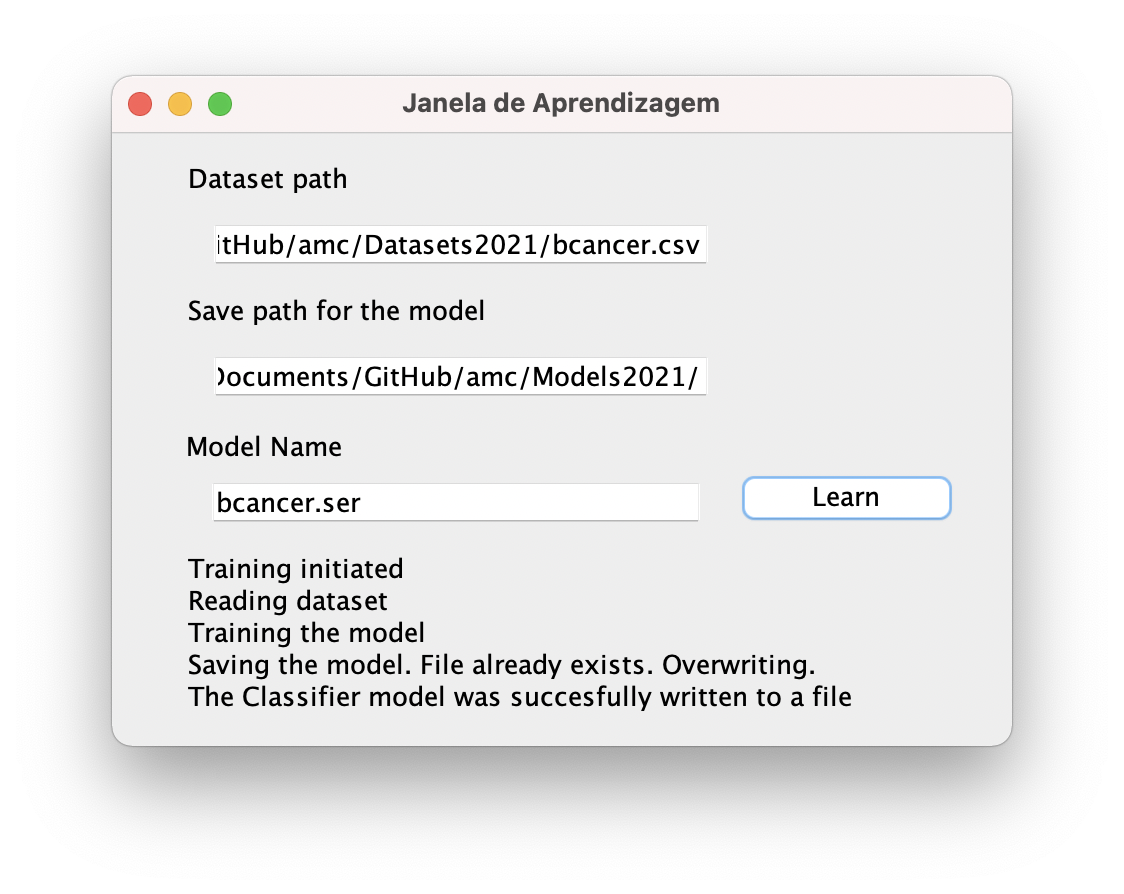 Janela de Aprendizagem
Dataset path
itHub/amc/Datasets2021/bcancer.csv
Save path for the model
Documents/GitHub/amc/Models2021/
Model Name
bcancer.ser
Learn
Training initiated
Reading dataset
Training the model
Saving the model. File already exists. Overwriting.
The Classifier model was succesfully written to a file